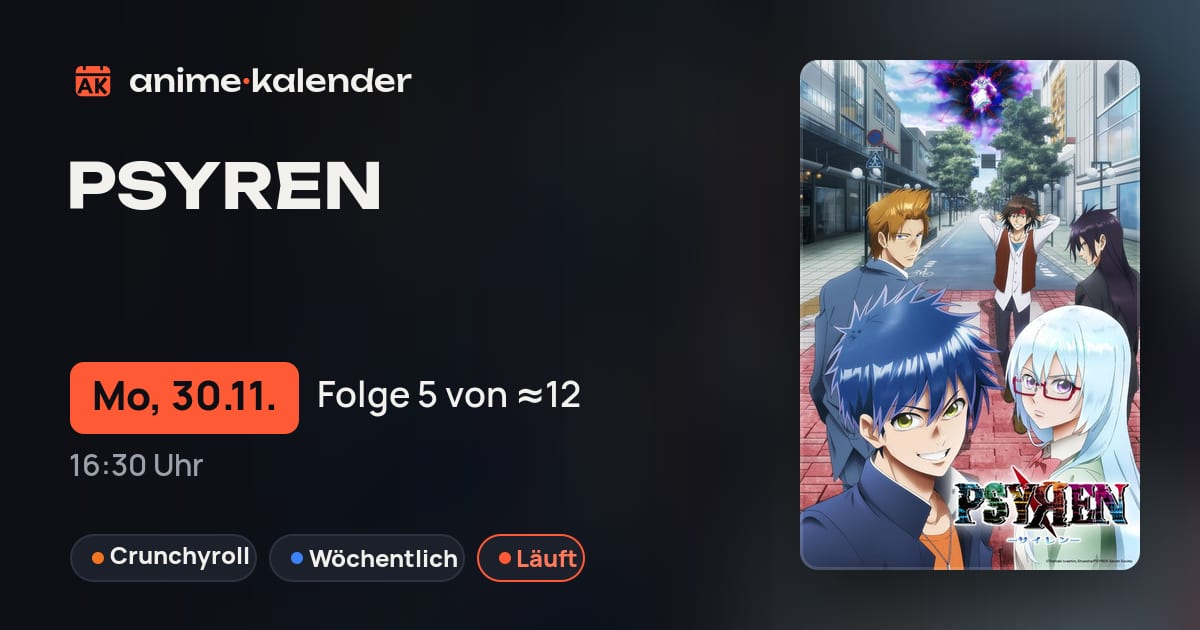 AK
anime·kalender
PSYREN
Mo, 30.11.
Folge 5 von ≈12
16:30 Uhr
Crunchyroll
Wöchentlich
Läuft
PSYREN
サイレン